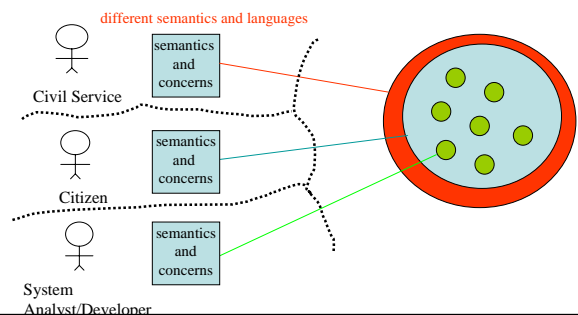 different semantics and languages
semantics
and
concerns
Civil Service
semantics
and
concerns
Citizen
semantics
and
concerns
System
Analyst/Developer